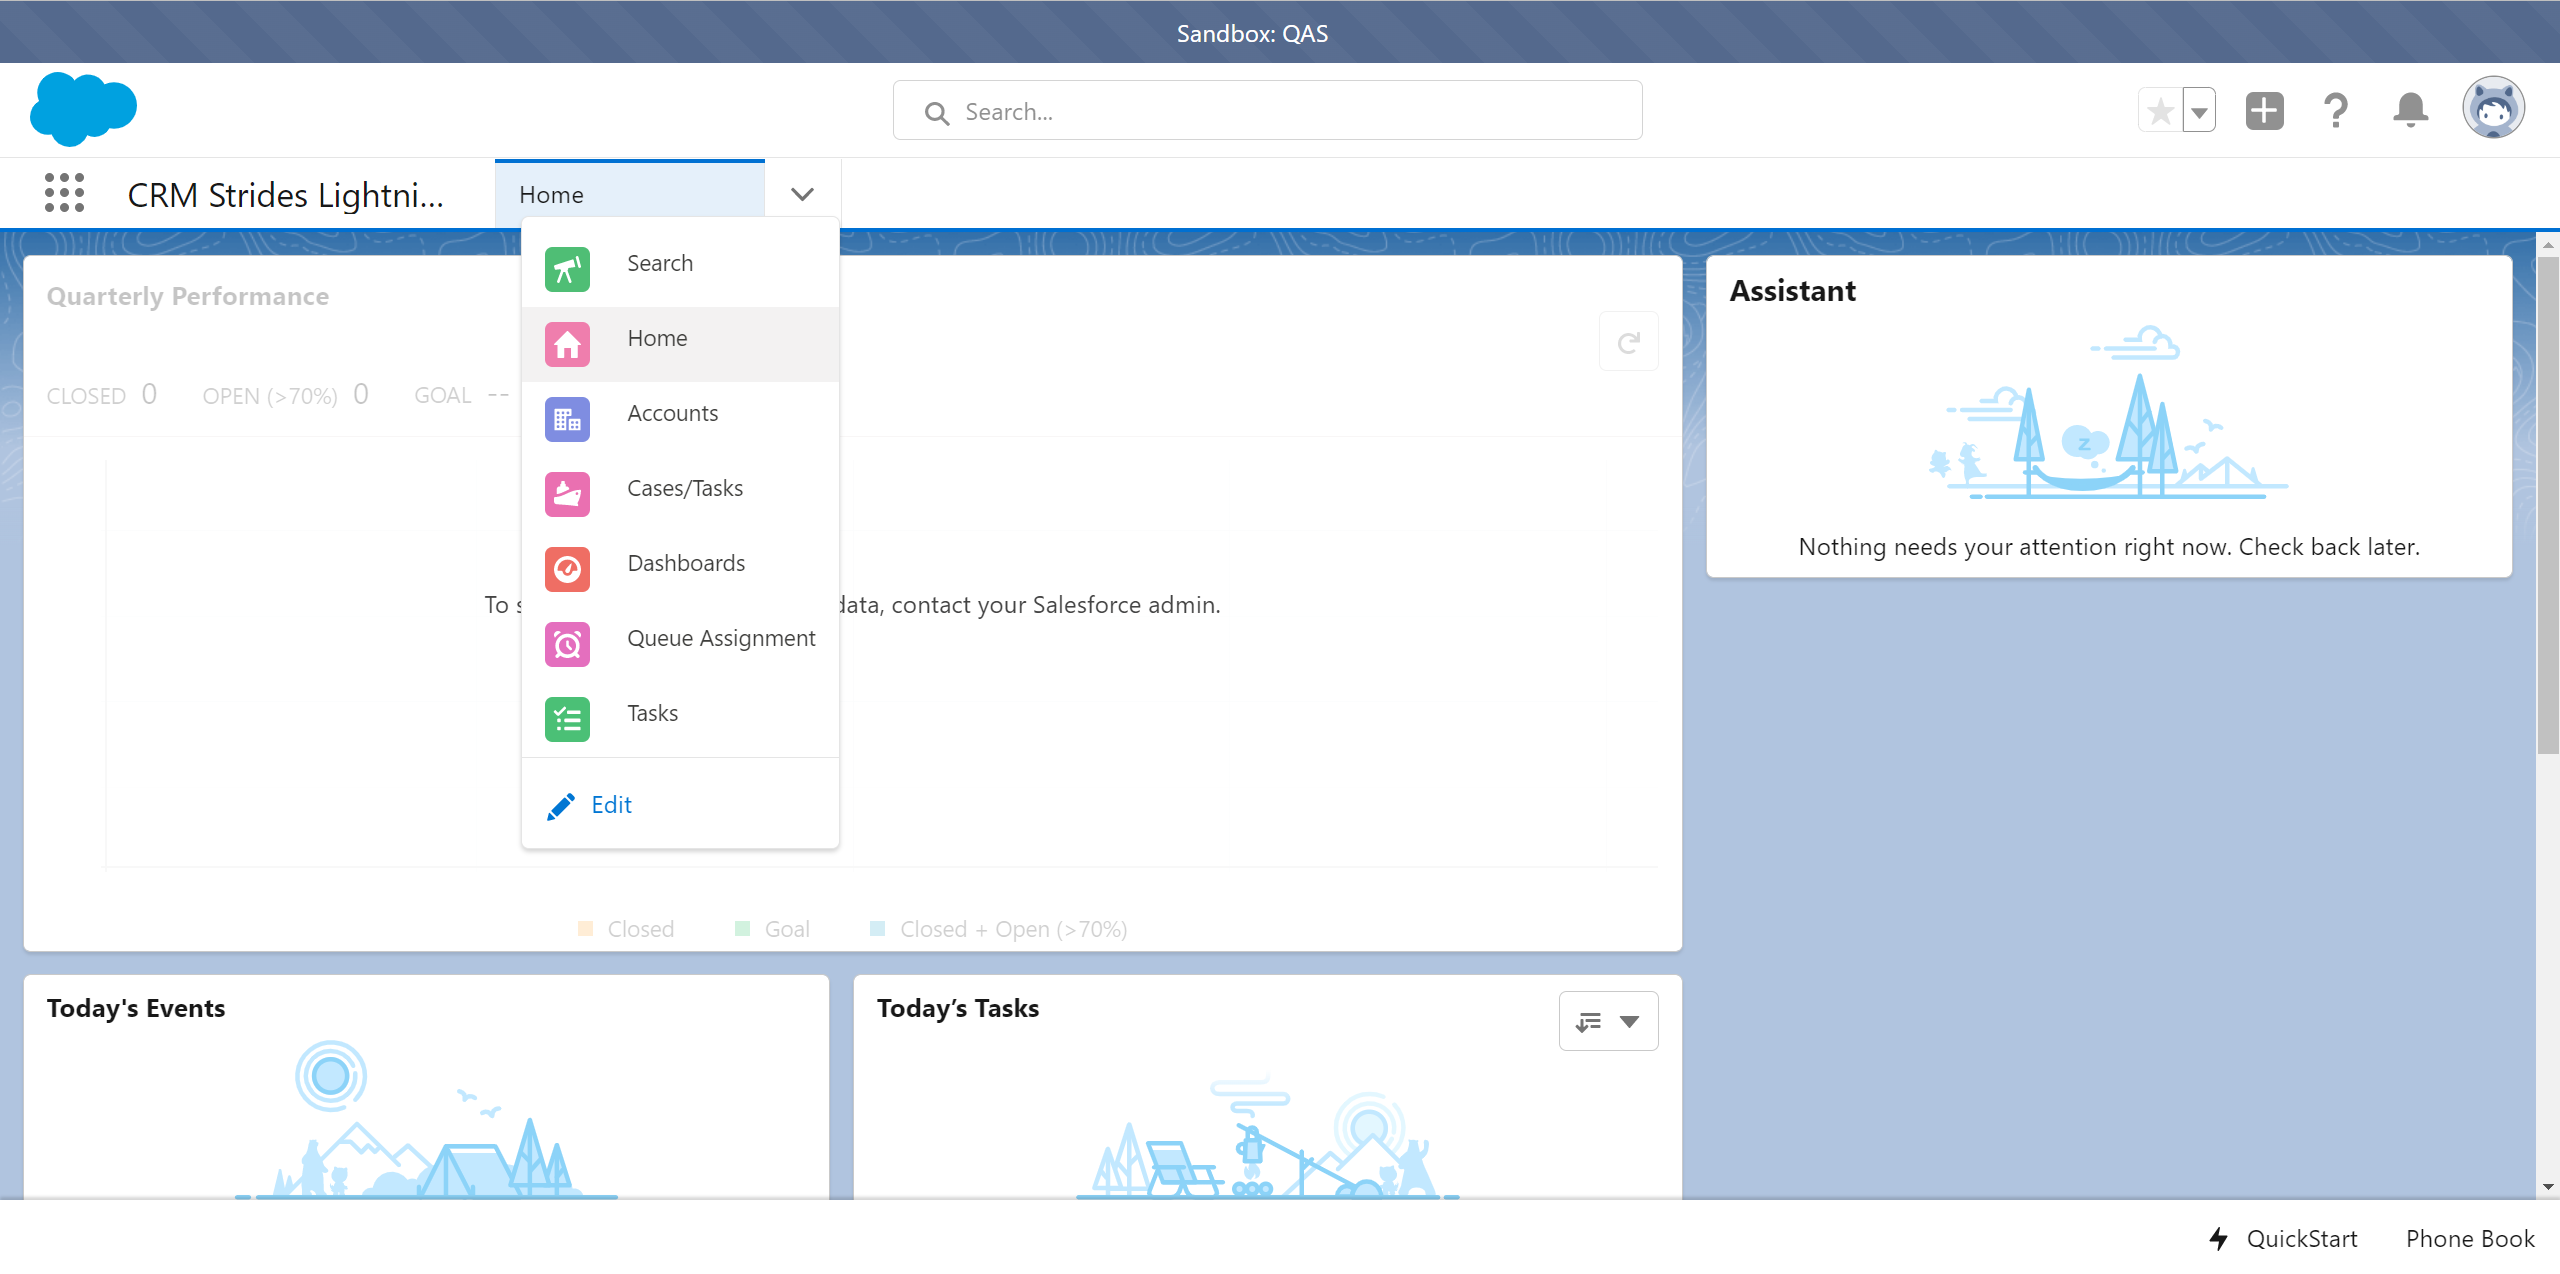 Sandbox: QAS
Search...
CRM Strides Lightni...
Home
Search
Home
Accounts
Cases/Tasks
Dashboards
Queue Assignment
Tasks
Edit
Quarterly Performance
CLOSED 0 OPEN (>70%) 0 GOAL --
To data, contact your Salesforce admin.
Closed Goal Closed + Open (>70%)
Assistant
z
Nothing needs your attention right now. Check back later.
Today's Events
Today’s Tasks
QuickStart Phone Book